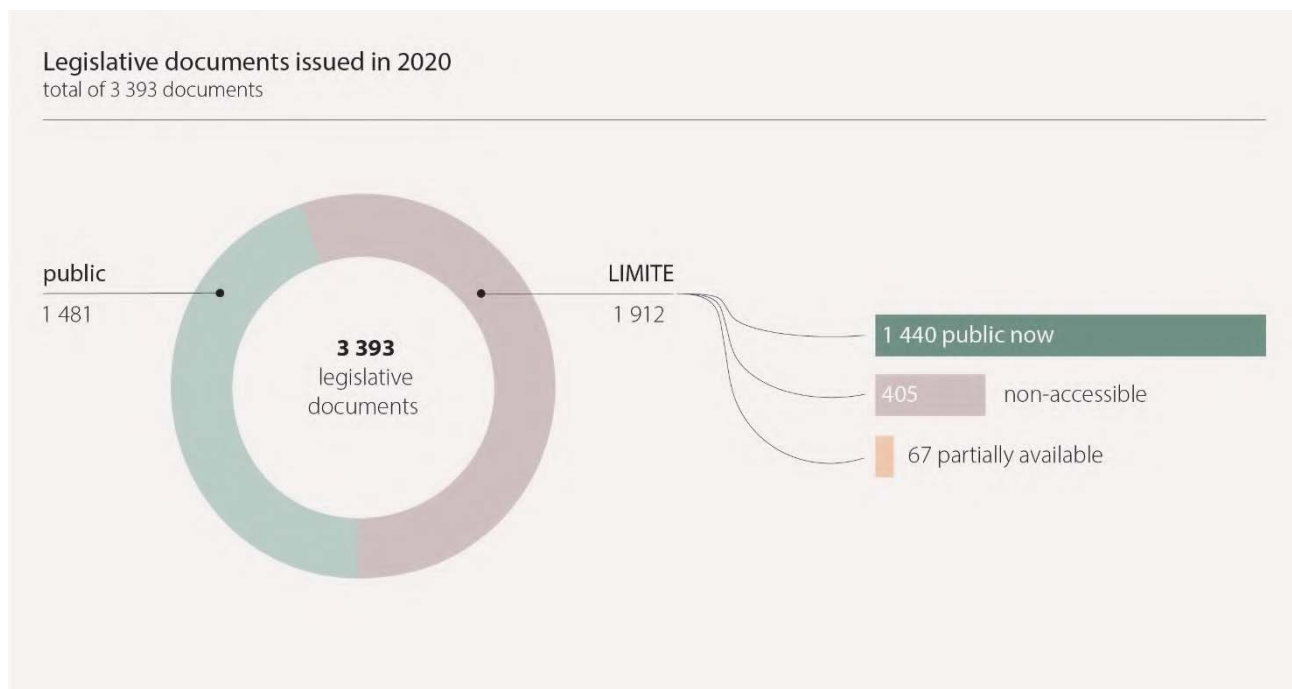 Legislative documents issued in 2020
total of 3 393 documents
public
1 481
3 393
legislative
documents
LIMITE
1 912
1 440 public now
405 non-accessible
67 partially available